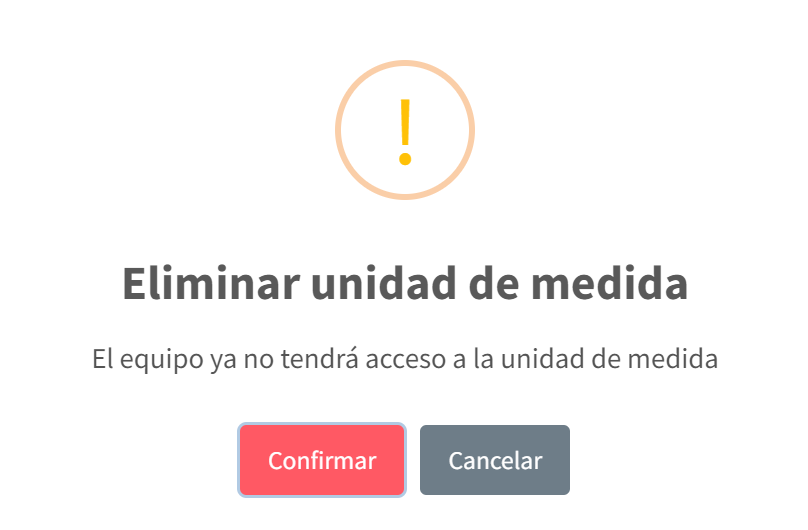 !
Eliminar unidad de medida
El equipo ya no tendrá acceso a la unidad de medida
Confirmar
Cancelar